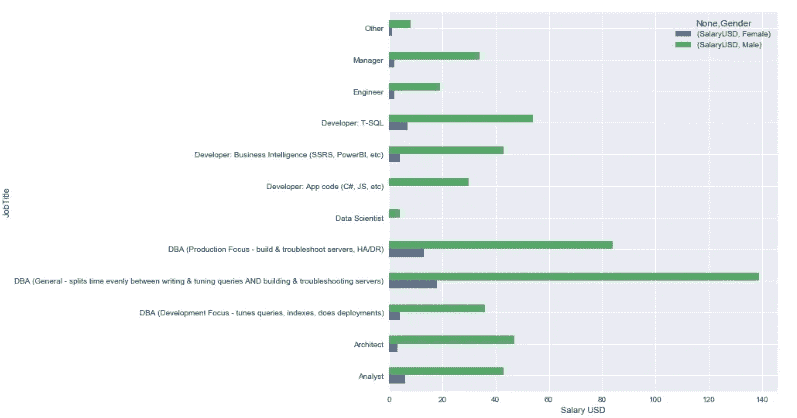 None,Gender
(SalaryUSD, Female)
(SalaryUSD, Male)
Other
Manager
Engineer
Developer: T-SQL
Developer: Business Intelligence (SSRS, PowerBI, etc)
Developer: App code (C#, JS, etc)
Data Scientist
DBA (Production Focus - build & troubleshoot servers, HA/DR)
DBA (General - splits time evenly between writing & tuning queries AND building & troubleshooting servers)
DBA (Development Focus - tunes queries, indexes, does deployments)
Architect
Analyst
JobTitle
0 20 40 60 80 100 120 140
Salary USD